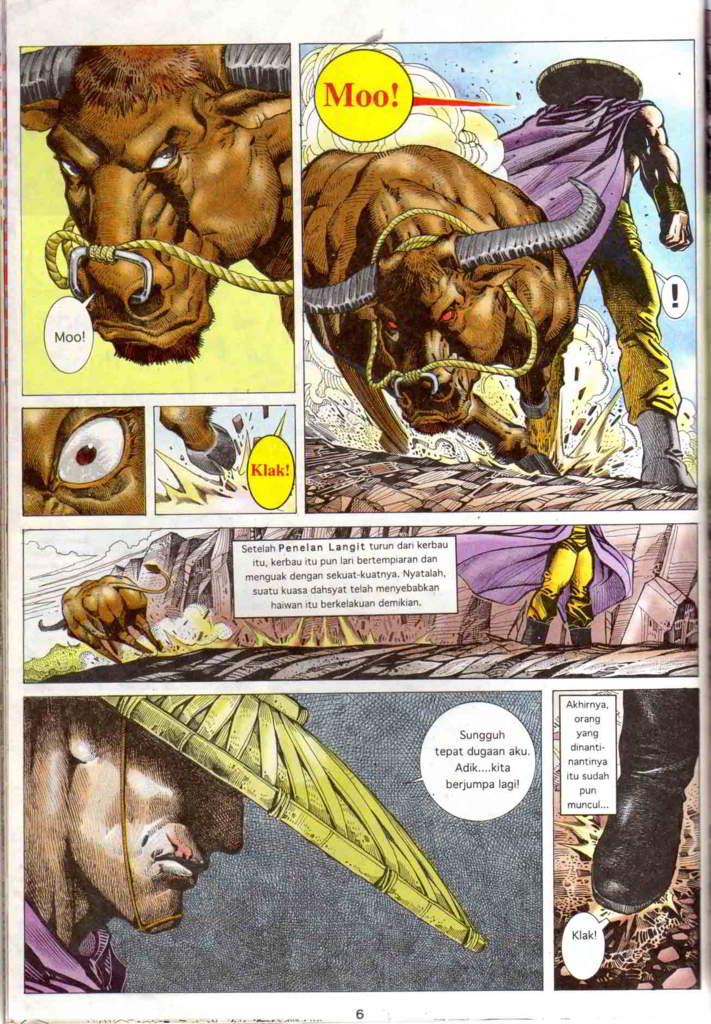 Moo!
Moo!
!
Klak!
Setelah Penelan Langit turun dari kerbau
itu, kerbau itu pun lari bertempiaran dan
menguak dengan sekuat-kuatnya. Nyatalah,
suatu kuasa dahsyat telah menyebabkan
haiwan itu berkelakuan demikian.
Sungguh
tepat dugaan aku.
Adik....kita
berjumpa lagi!
Akhirnya,
orang
yang
dinanti-
nantinya
itu sudah
pun
muncul...
Klak!
6